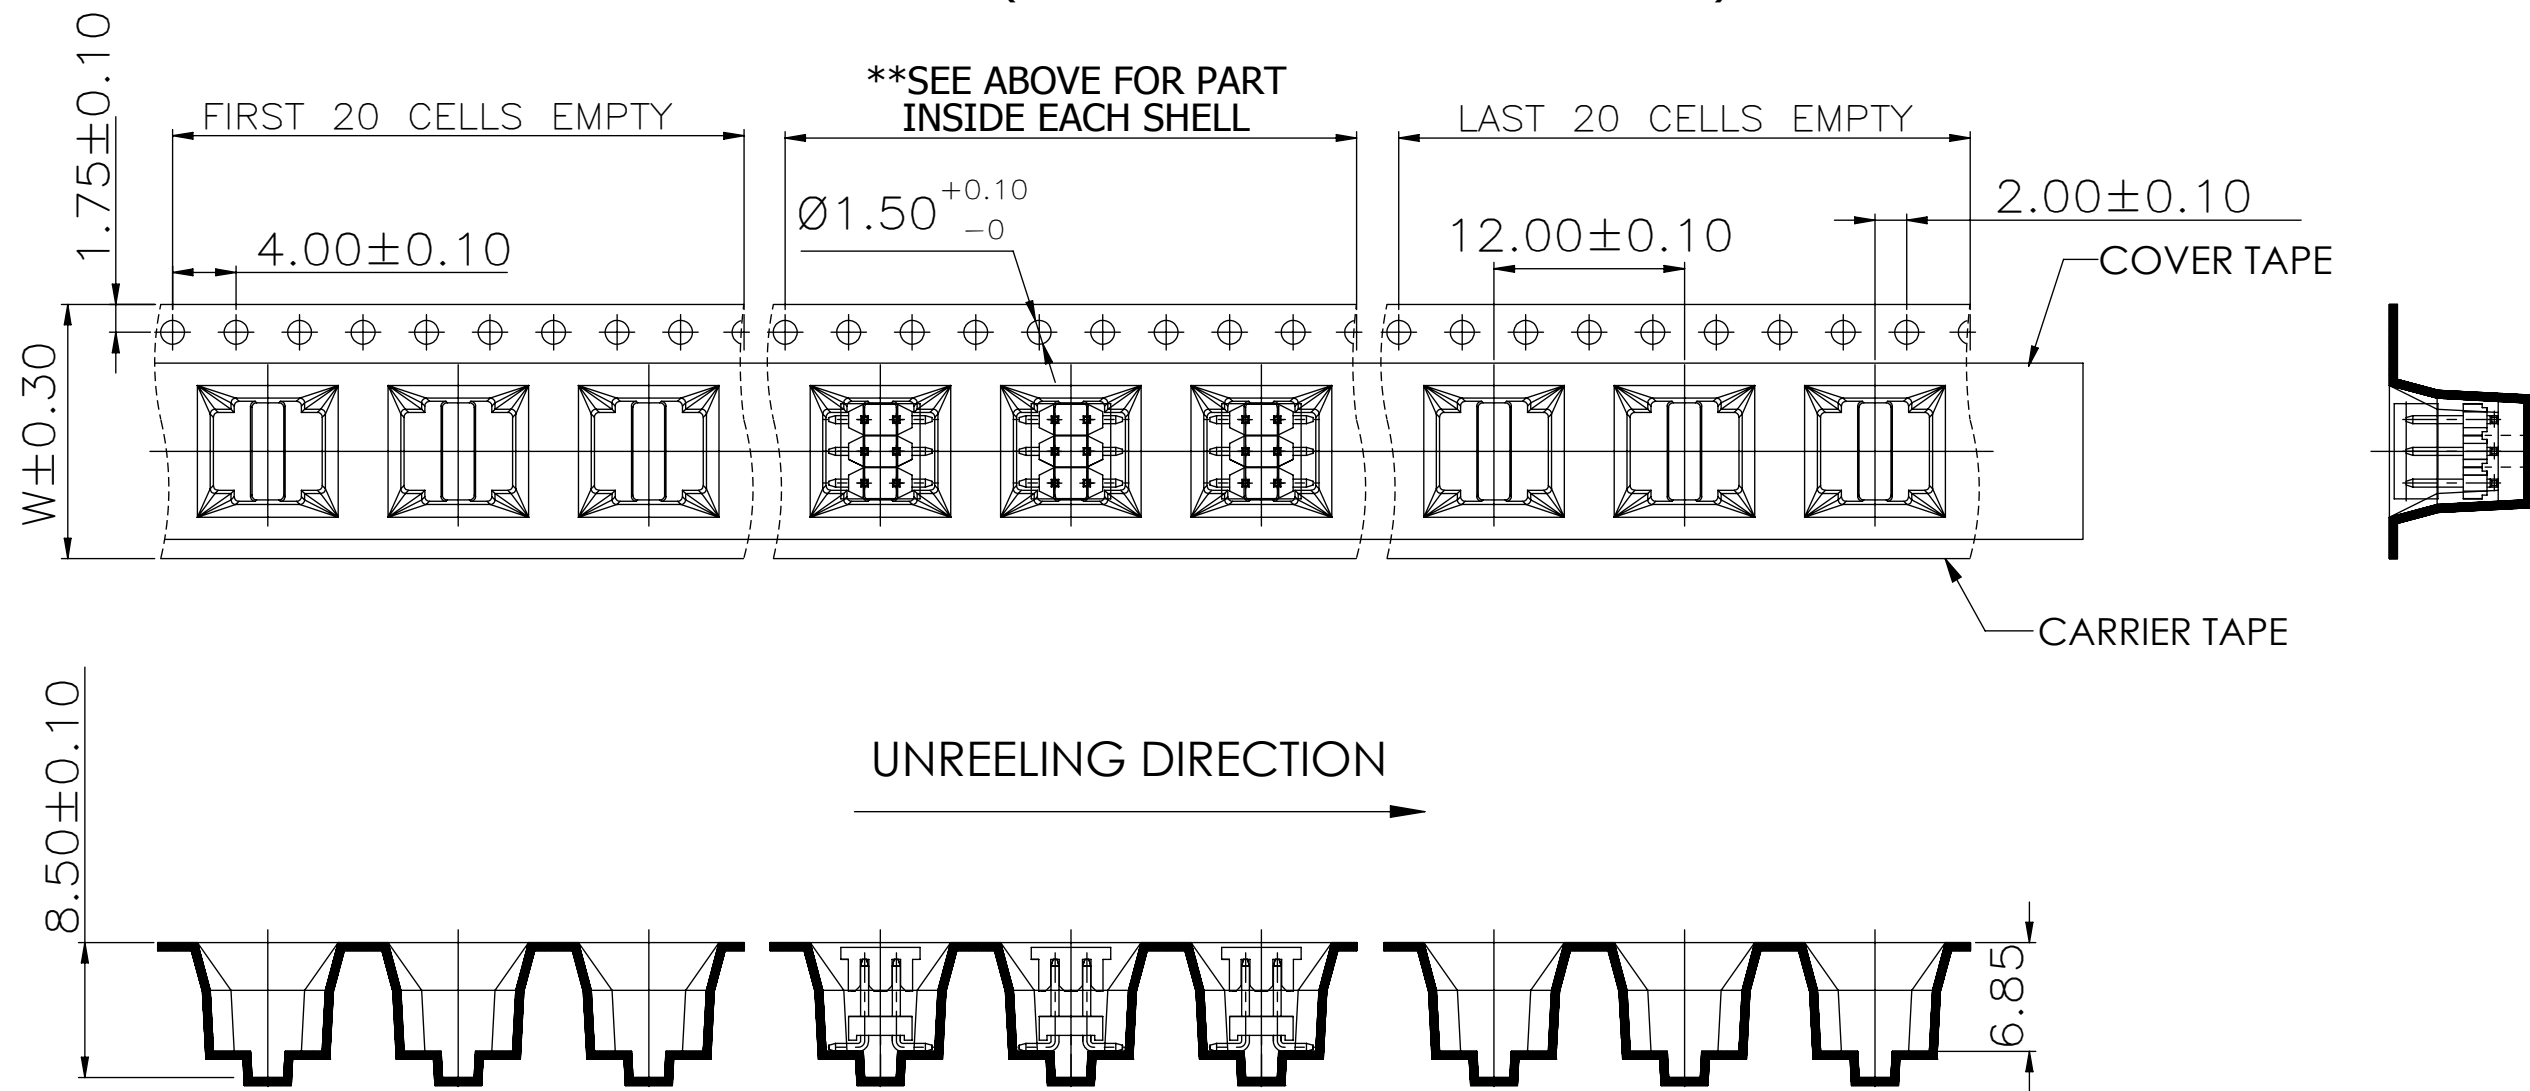 **SEE ABOVE FOR PART
INSIDE EACH SHELL
FIRST 20 CELLS EMPTY
LAST 20 CELLS EMPTY
1.75±0.10
4.00±0.10
Ø1.50 +0.10
-0
12.00±0.10
2.00±0.10
COVER TAPE
W±0.30
CARRIER TAPE
UNREELING DIRECTION
8.50±0.10
6.85